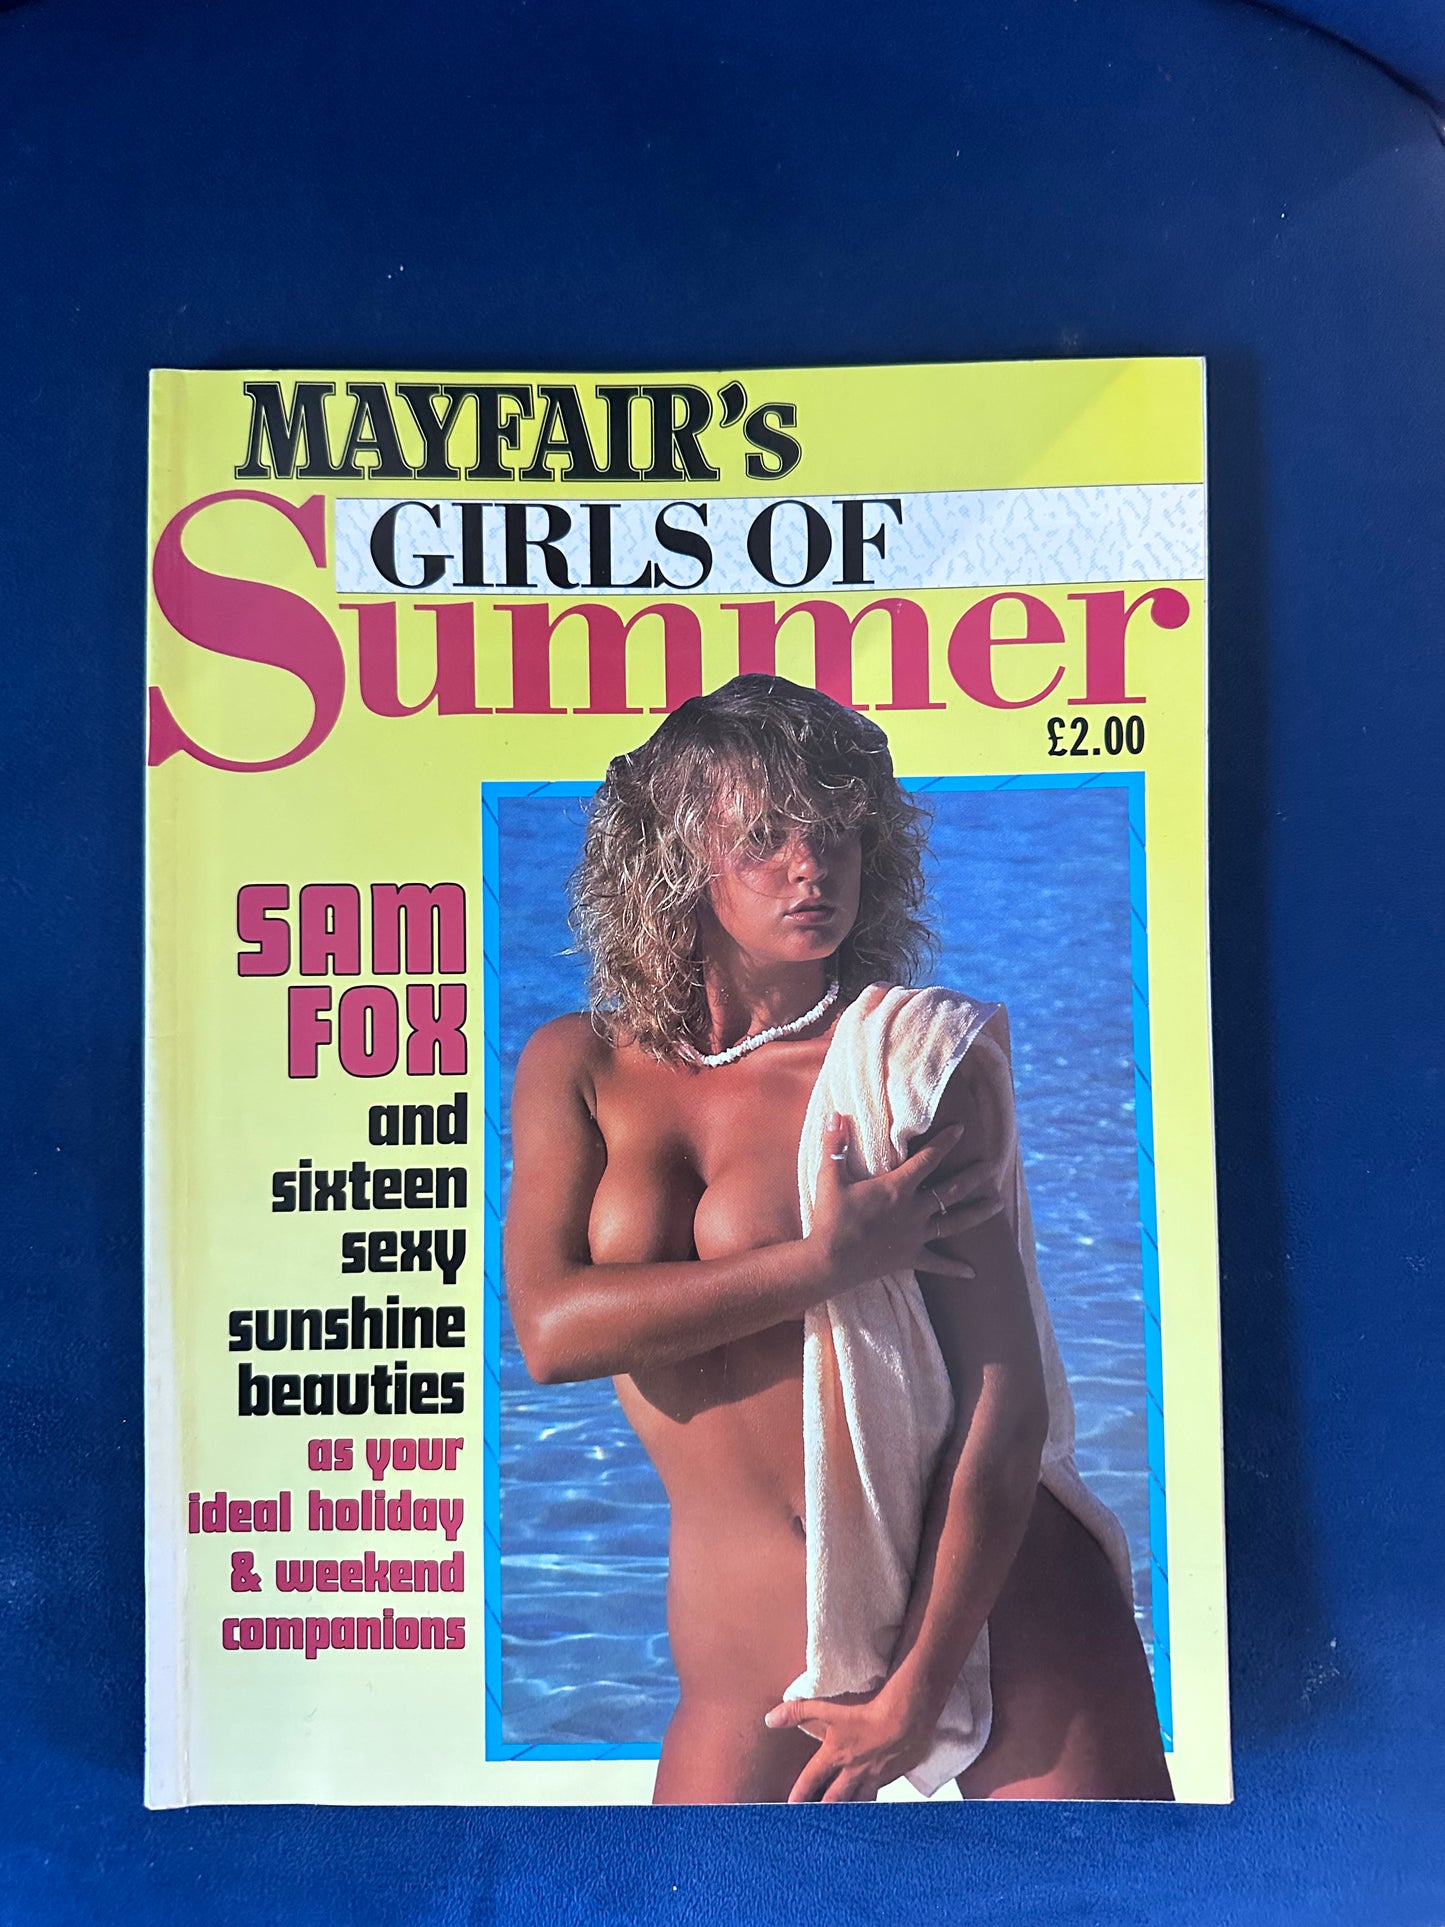 MAYFAIR's
GIRLS OF
Summer
£2.00
SAM
FOX
and
sixteen
sexy
sunshine
beauties
as your
ideal holiday
& weekend
companions